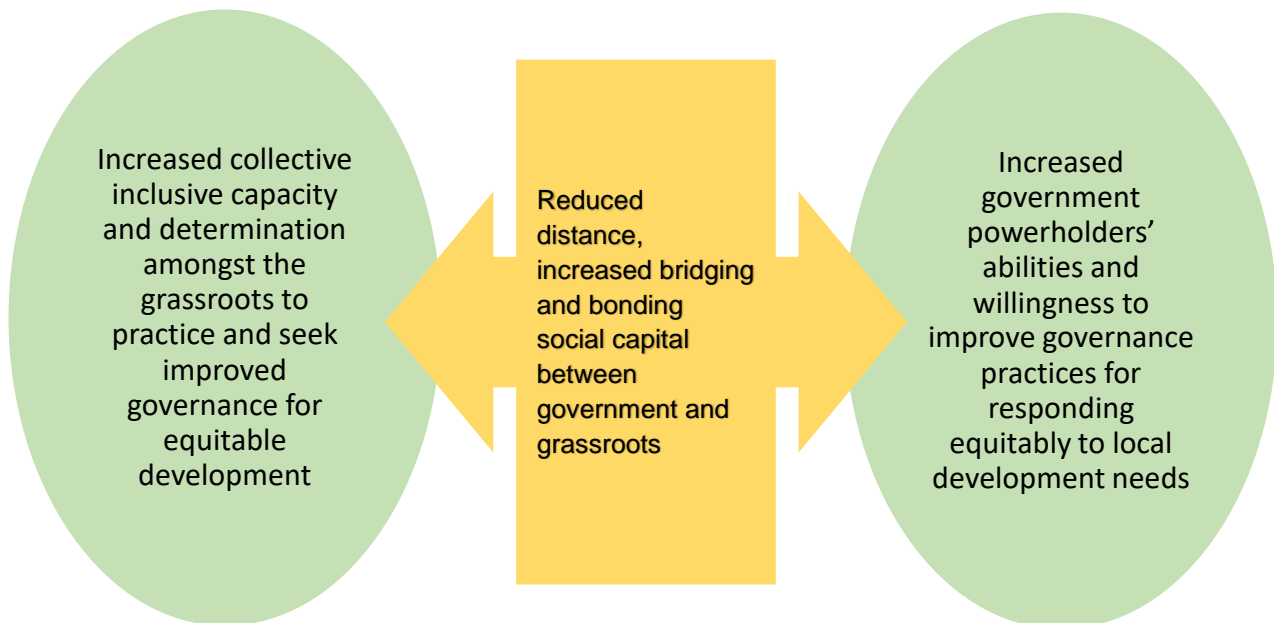 Increased collective
inclusive capacity
and determination
amongst the
grassroots to
practice and seek
improved
governance for
equitable
development
Reduced
distance,
increased bridging
and bonding
social capital
between
government and
grassroots
Increased
government
powerholders’
abilities and
willingness to
improve governance
practices for
responding
equitably to local
development needs